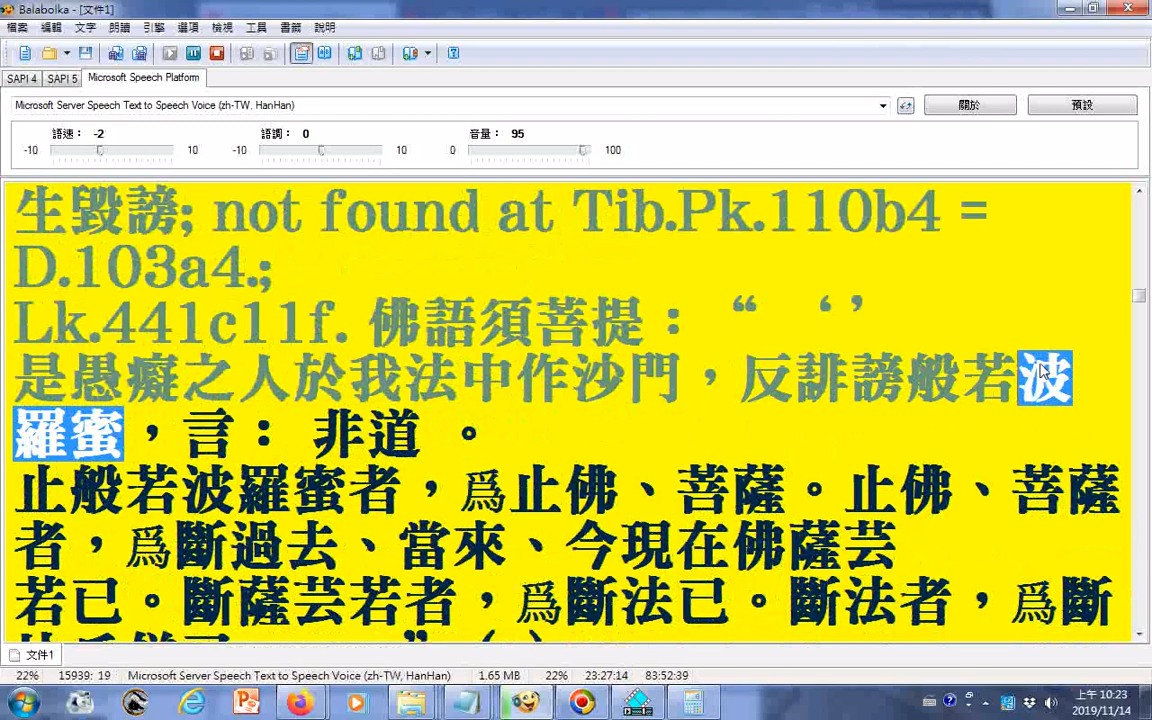 Balabolka - [文件1]
檔案 編輯 文字 朗讀 引擎 選項 檢視 工具 書籤 說明
SAPI 4 SAPI 5 Microsoft Speech Platform
Microsoft Server Speech Text to Speech Voice (zh-TW, HanHan) 關於 預設
語速： -2 語調： 0 音量： 95
-10 10 -10 10 0 100
生毀謗; not found at Tib.Pk.110b4 =
D.103a4.;
Lk.441c11f. 佛語須菩提：“ ‘’
是愚癡之人於我法中作沙門，反誹謗般若波
羅蜜，言： 非道 。
止般若波羅蜜者，爲止佛、菩薩。止佛、菩薩
者，爲斷過去、當來、今現在佛薩芸
若已。斷薩芸若者，爲斷法已。斷法者，爲斷
文件1
22% 15939: 19 Microsoft Server Speech Text to Speech Voice (zh-TW, HanHan) 1.65 MB 22% 23:27:14 83:52:39
上午 10:23
2019/11/14